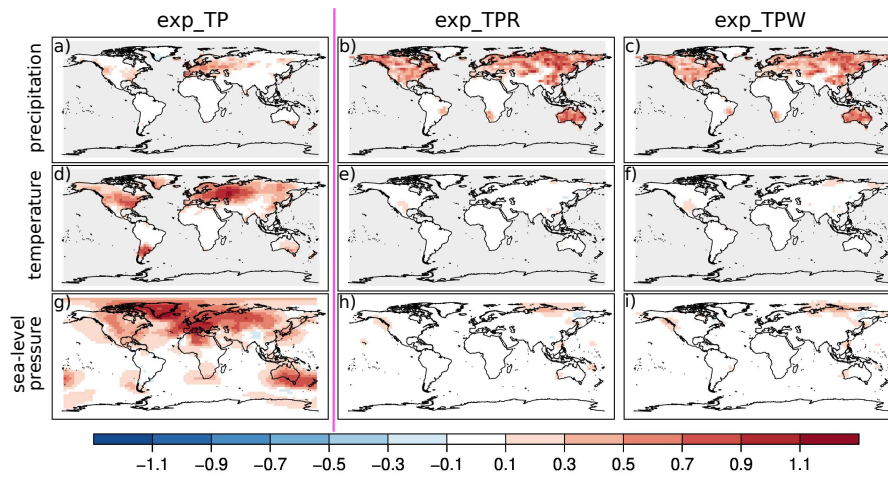 exp_TP exp_TPR exp_TPW
precipitation
a) b) c)
temperature
d) e) f)
sea-level
pressure
g) h) i)
−1.1 −0.9 −0.7 −0.5 −0.3 −0.1 0.1 0.3 0.5 0.7 0.9 1.1